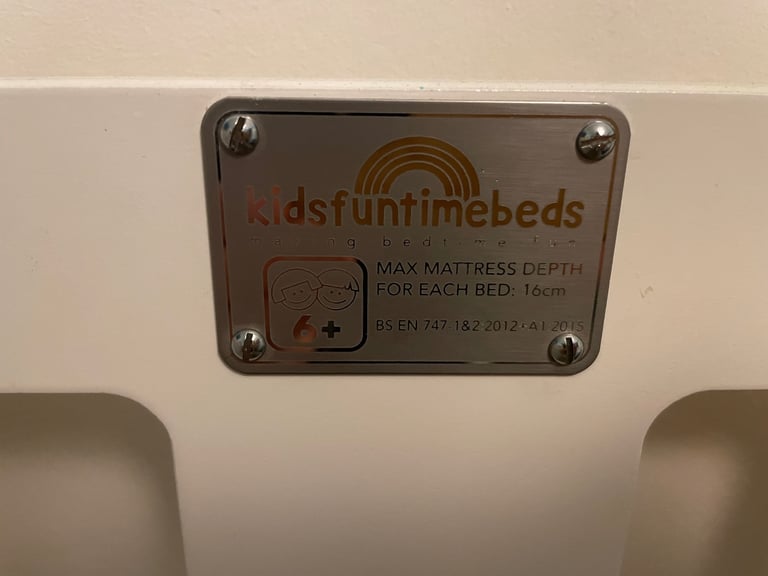 kidsfuntimebeds
making bedtime fun
MAX MATTRESS DEPTH
FOR EACH BED: 16cm
6+
BS EN 747-1&2-2012+A1-2015